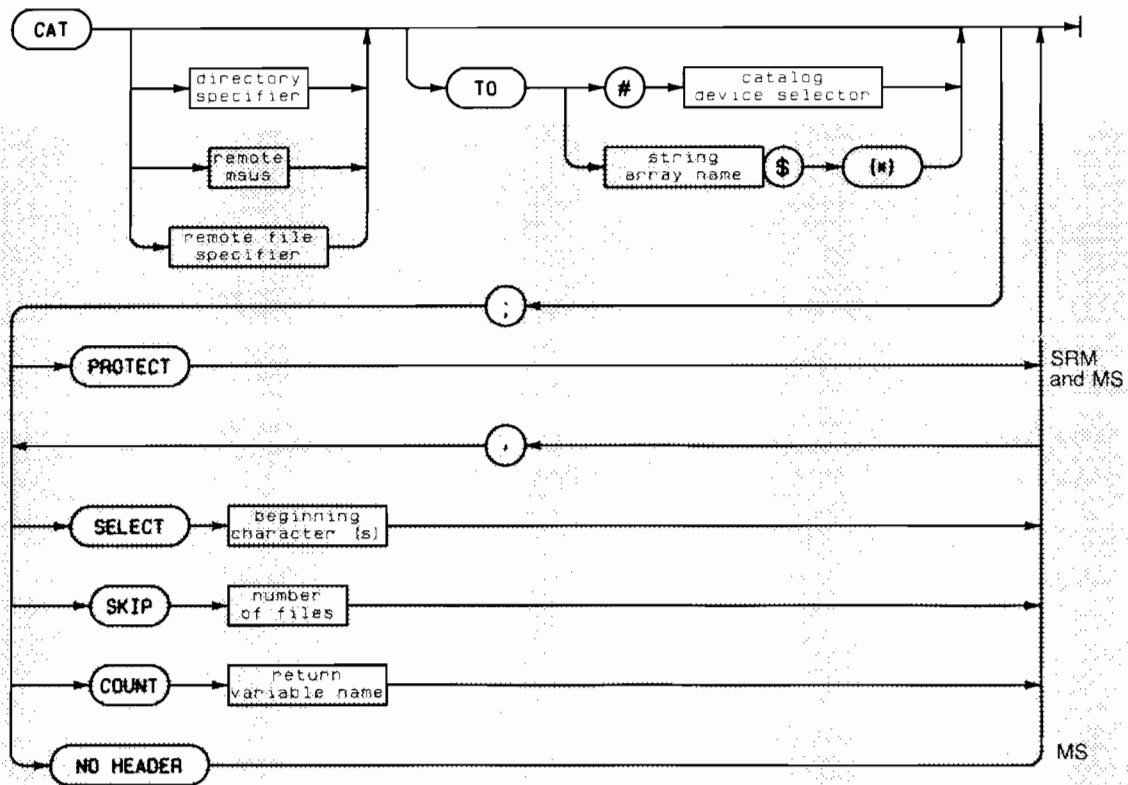 CAT
directory
specifier
remote
msus
remote file
specifier
TO
#
catalog
device selector
string
array name
$
(*)
;
PROTECT
SRM
and MS
,
SELECT
beginning
character (s)
SKIP
number
of files
COUNT
return
variable name
NO HEADER
MS